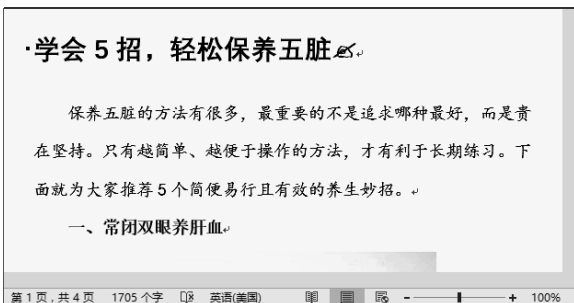 ·学会 5 招，轻松保养五脏✍
保养五脏的方法有很多，最重要的不是追求哪种最好，而是贵
在坚持。只有越简单、越便于操作的方法，才有利于长期练习。下
面就为大家推荐 5 个简便易行且有效的养生妙招。
一、常闭双眼养肝血
第 1 页，共 4 页 1705 个字 英语(美国) - + 100%